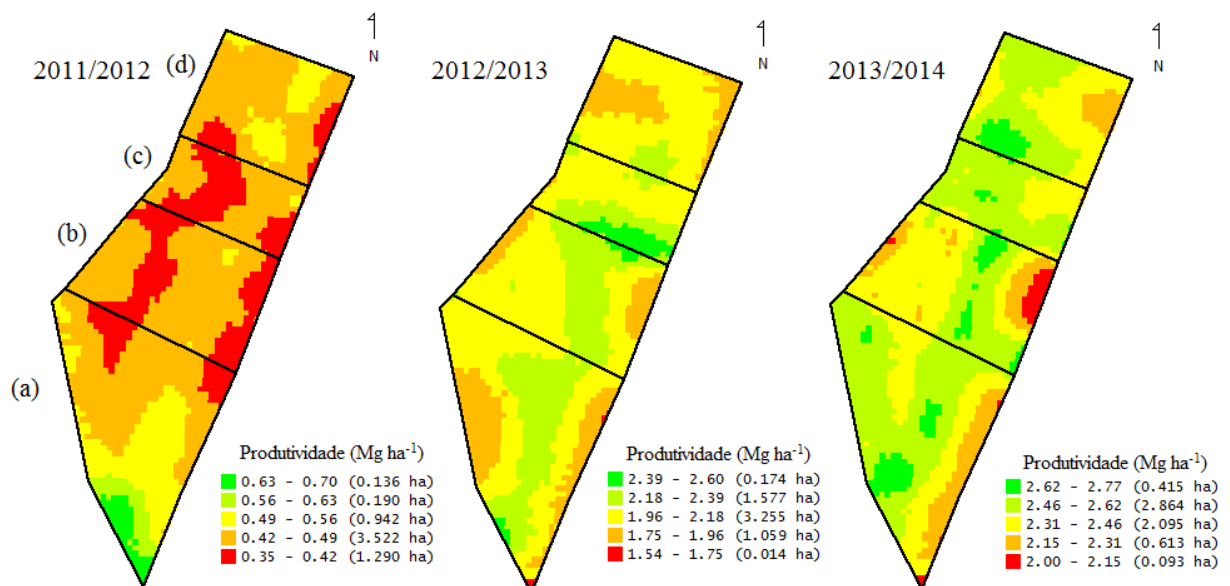 2011/2012
(d)
N
(c)
(b)
(a)
Produtividade (Mg ha⁻¹)
0.63 - 0.70 (0.136 ha)
0.56 - 0.63 (0.190 ha)
0.49 - 0.56 (0.942 ha)
0.42 - 0.49 (3.522 ha)
0.35 - 0.42 (1.290 ha)
2012/2013
N
Produtividade (Mg ha⁻¹)
2.39 - 2.60 (0.174 ha)
2.18 - 2.39 (1.577 ha)
1.96 - 2.18 (3.255 ha)
1.75 - 1.96 (1.059 ha)
1.54 - 1.75 (0.014 ha)
2013/2014
N
Produtividade (Mg ha⁻¹)
2.62 - 2.77 (0.415 ha)
2.46 - 2.62 (2.864 ha)
2.31 - 2.46 (2.095 ha)
2.15 - 2.31 (0.613 ha)
2.00 - 2.15 (0.093 ha)